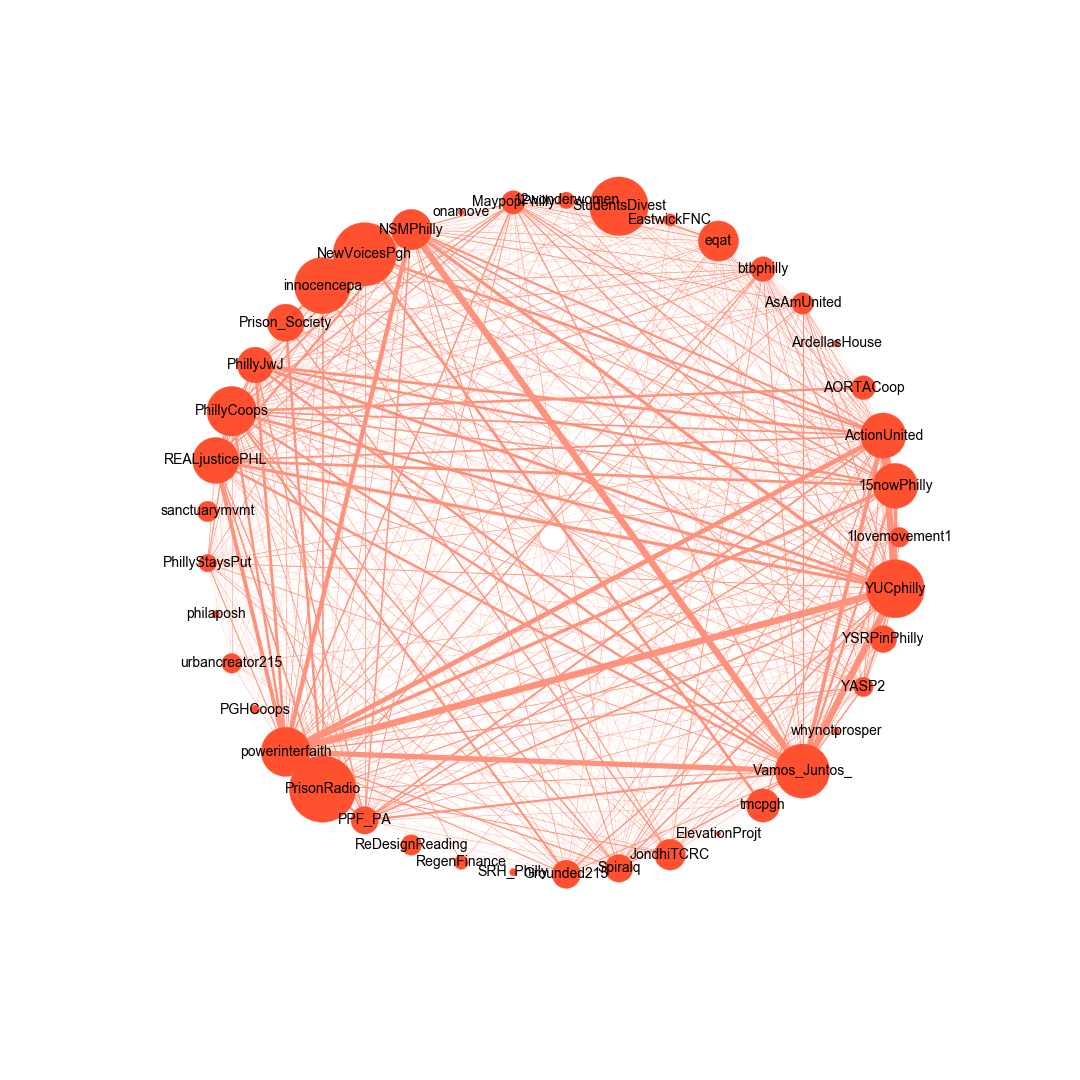 Maypop Philly
12wonderwomen
StudentsDivest
onamove
EastwickFNC
NSMPhilly
eqat
NewVoicesPgh
btbphilly
innocencepa
AsAmUnited
Prison_Society
ArdellasHouse
PhillyJwJ
AORTACoop
PhillyCoops
ActionUnited
REALjusticePHL
15nowPhilly
sanctuarymvmt
1lovemovement1
PhillyStaysPut
YUCphilly
philaposh
YSRPinPhilly
urbancreator215
YASP2
PGHCoops
whynotprosper
powerinterfaith
Vamos_Juntos_
PrisonRadio
tmcpgh
PPF_PA
ElevationProjt
ReDesignReading
JondhiTCRC
RegenFinance
SRH_Philly
Grounded215
Spiralq